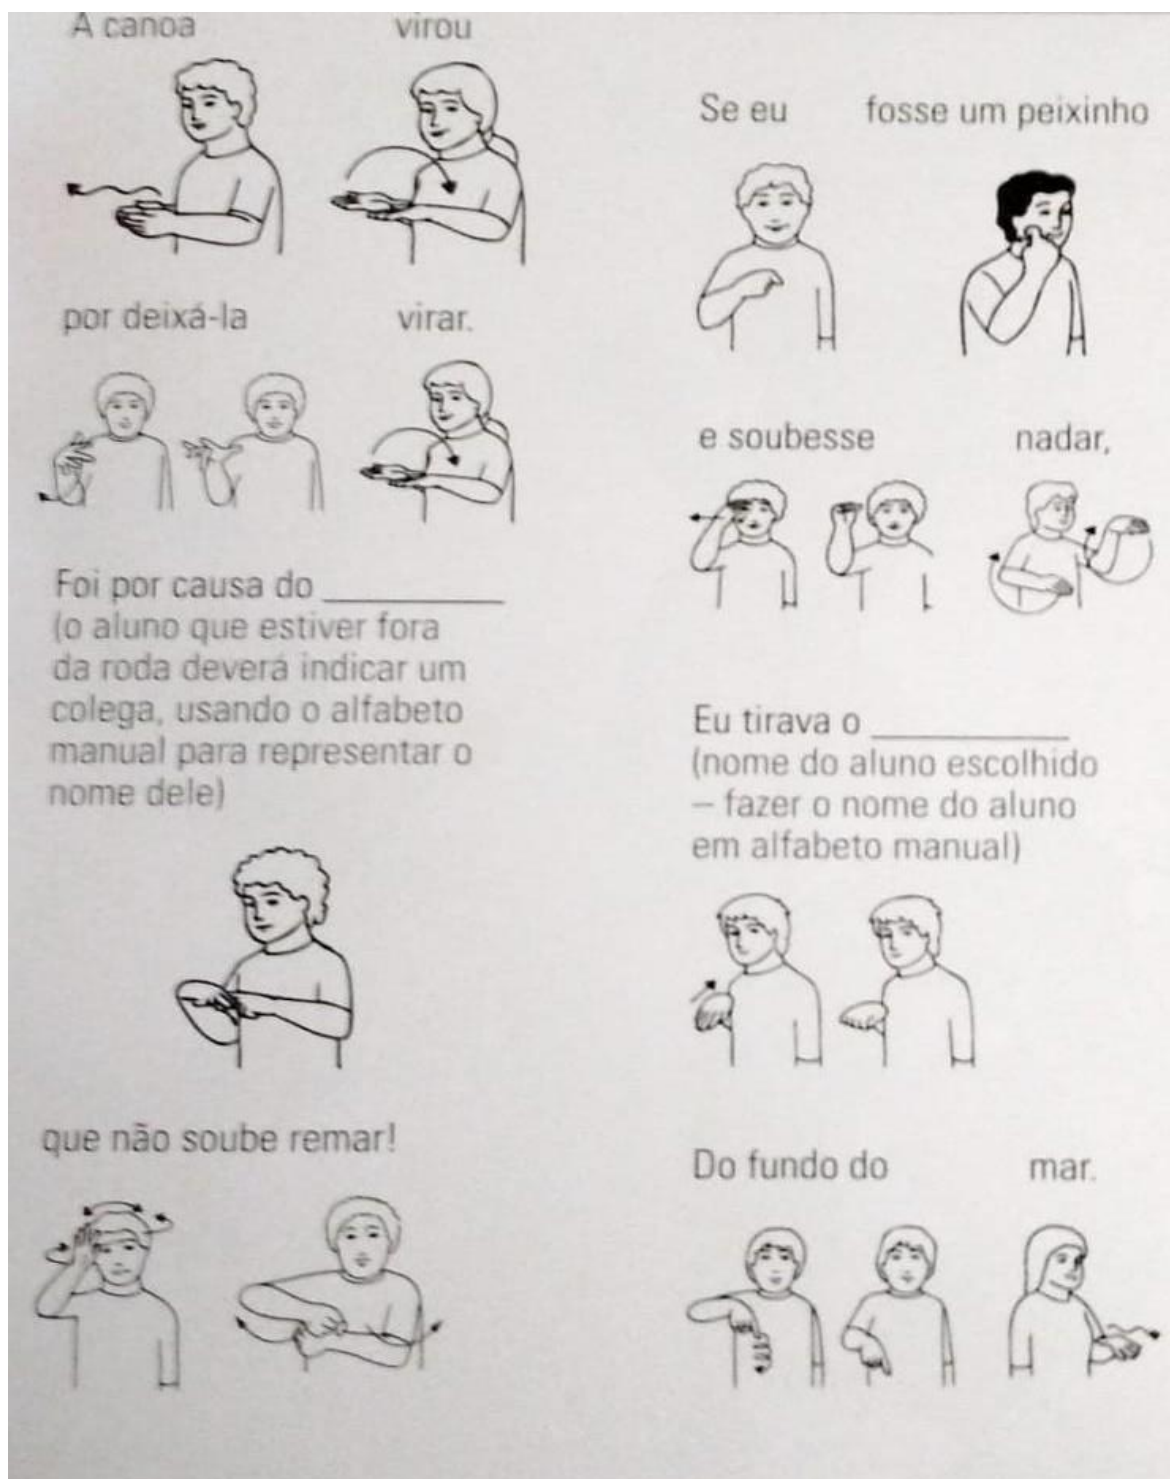 A canoa virou
por deixá-la virar.
Foi por causa do __________
(o aluno que estiver fora
da roda deverá indicar um
colega, usando o alfabeto
manual para representar o
nome dele)
que não soube remar!
Se eu fosse um peixinho
e soubesse nadar,
Eu tirava o __________
(nome do aluno escolhido
– fazer o nome do aluno
em alfabeto manual)
Do fundo do mar.